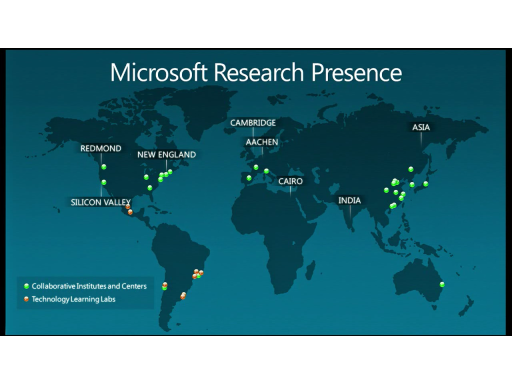 Microsoft Research Presence
CAMBRIDGE
ASIA
AACHEN
REDMOND
NEW ENGLAND
CAIRO
INDIA
SILICON VALLEY
Collaborative Institutes and Centers
Technology Learning Labs